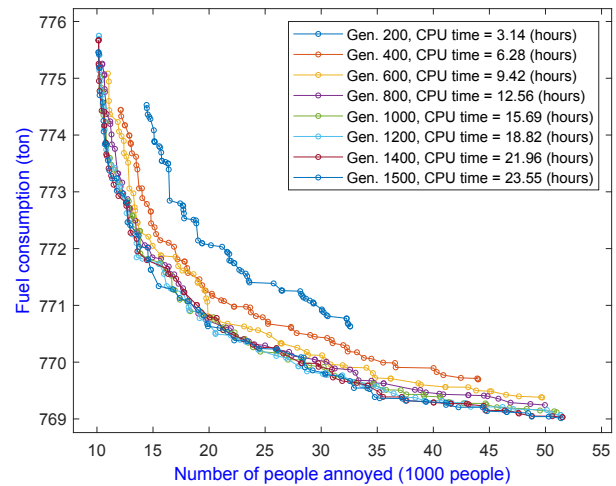 776
775
774
773
772
771
770
769
10 15 20 25 30 35 40 45 50 55
Fuel consumption (ton)
Number of people annoyed (1000 people)
Gen. 200, CPU time = 3.14 (hours)
Gen. 400, CPU time = 6.28 (hours)
Gen. 600, CPU time = 9.42 (hours)
Gen. 800, CPU time = 12.56 (hours)
Gen. 1000, CPU time = 15.69 (hours)
Gen. 1200, CPU time = 18.82 (hours)
Gen. 1400, CPU time = 21.96 (hours)
Gen. 1500, CPU time = 23.55 (hours)